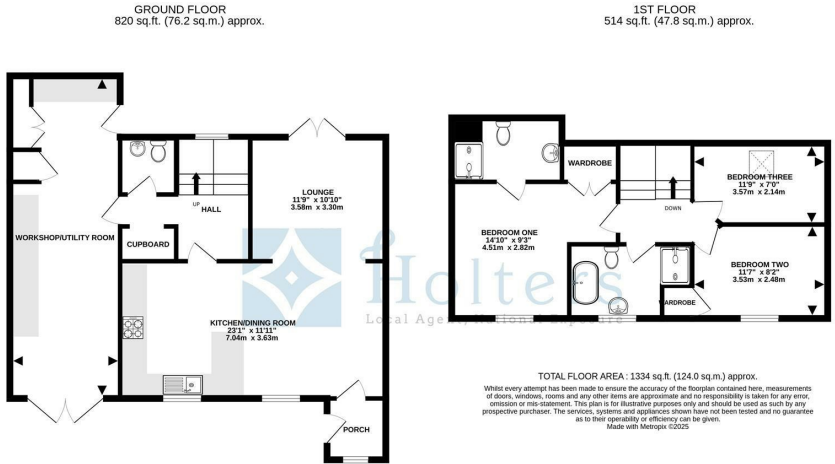 GROUND FLOOR
820 sq.ft. (76.2 sq.m.) approx.
1ST FLOOR
514 sq.ft. (47.8 sq.m.) approx.
LOUNGE
11'9" x 10'10"
3.58m x 3.30m
UP
HALL
WORKSHOP/UTILITY ROOM
CUPBOARD
KITCHEN/DINING ROOM
23'1" x 11'11"
7.04m x 3.63m
PORCH
WARDROBE
BEDROOM THREE
11'9" x 7'0"
3.57m x 2.14m
BEDROOM ONE
14'10" x 9'3"
4.51m x 2.82m
DOWN
BEDROOM TWO
11'7" x 8'2"
3.53m x 2.48m
WARDROBE
Holters
Local Agent, National Exposure
TOTAL FLOOR AREA : 1334 sq.ft. (124.0 sq.m.) approx.
Whilst every attempt has been made to ensure the accuracy of the floorplan contained here, measurements
of doors, windows, rooms and any other items are approximate and no responsibility is taken for any error,
omission or mis-statement. This plan is for illustrative purposes only and should be used as such by any
prospective purchaser. The services, systems and appliances shown have not been tested and no guarantee
as to their operability or efficiency can be given.
Made with Metropix ©2025